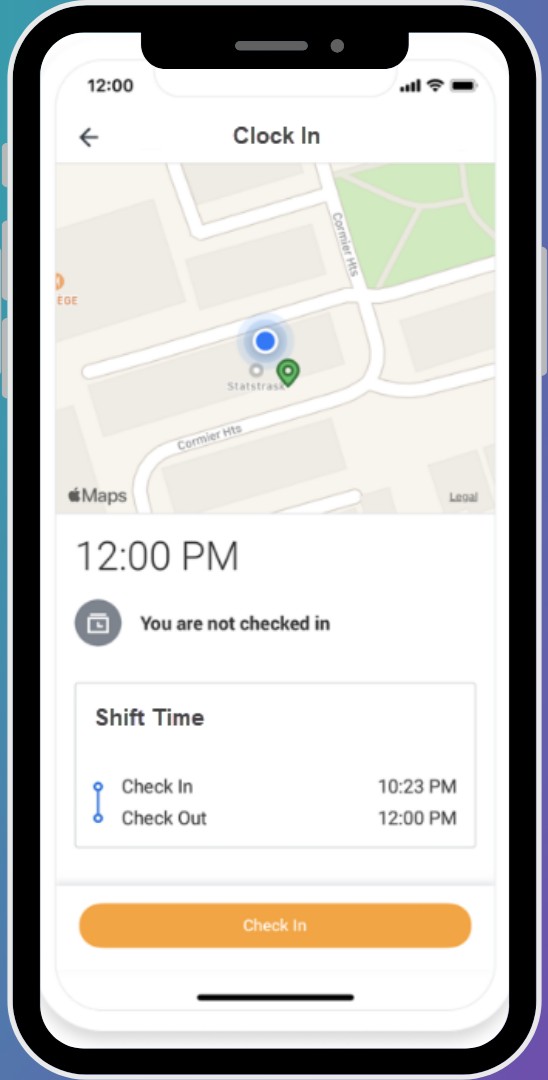 12:00
Clock In
Cormier Hts
EGE
Statstrask
Cormier Hts
Maps
Legal
12:00 PM
You are not checked in
Shift Time
Check In 10:23 PM
Check Out 12:00 PM
Check In